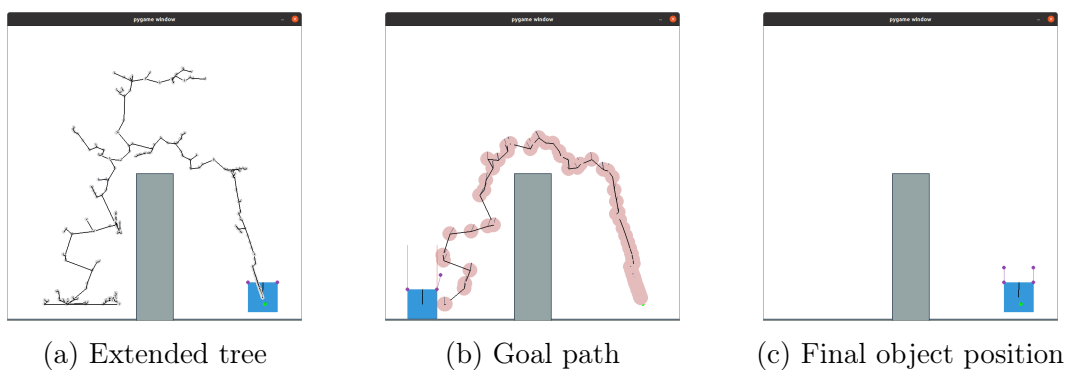 pygame window
pygame window
pygame window
(a) Extended tree
(b) Goal path
(c) Final object position